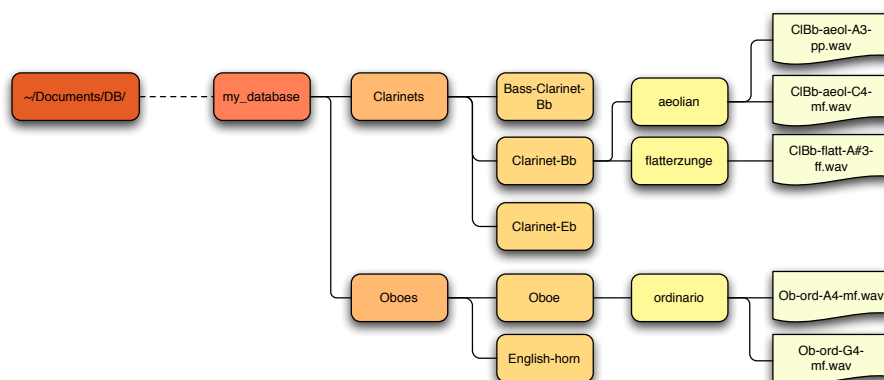 ClBb-aeol-A3-
pp.wav
~/Documents/DB/
my_database
Clarinets
Bass-Clarinet-
Bb
aeolian
ClBb-aeol-C4-
mf.wav
Clarinet-Bb
flatterzunge
ClBb-flatt-A#3-
ff.wav
Clarinet-Eb
Oboes
Oboe
ordinario
Ob-ord-A4-mf.wav
English-horn
Ob-ord-G4-
mf.wav